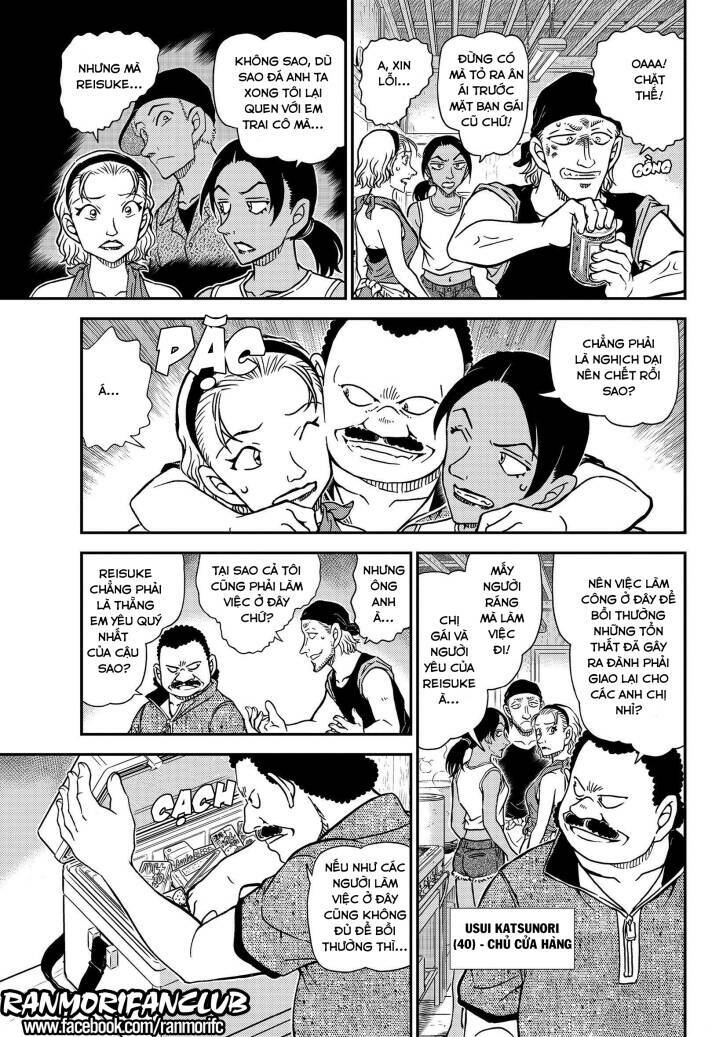 OAAA!
CHẶT
THẾ!
GỒNG
ĐỪNG CÓ
MÀ TỎ RA ÂN
ÁI TRƯỚC
MẶT BẠN GÁI
CŨ CHỨ!
A, XIN
LỖI...
KHÔNG SAO, DÙ
SAO ĐÃ ANH TA
XONG TÔI LẠI
QUEN VỚI EM
TRAI CÔ MÀ...
NHƯNG MÀ
REISUKE...
CHẲNG PHẢI
LÀ NGHỊCH DẠI
NÊN CHẾT RỒI
SAO?
PẶC
Á...
NÊN VIỆC LÀM
CÔNG Ở ĐÂY ĐỂ
BỒI THƯỜNG
NHỮNG TỔN
THẤT ĐÃ GÂY
RA ĐÀNH PHẢI
GIAO LẠI CHO
CÁC ANH CHỊ
NHỈ?
MẤY
NGƯỜI
RÁNG MÀ
LÀM VIỆC
ĐI!
CHỊ
GÁI VÀ
NGƯỜI
YÊU CỦA
REISUKE
À...
USUI KATSUNORI
(40) - CHỦ CỬA HÀNG
NHƯNG
ÔNG
ANH
À...
TẠI SAO CẢ TÔI
CŨNG PHẢI LÀM
VIỆC Ở ĐÂY
CHỨ?
REISUKE
CHẲNG PHẢI
LÀ THẰNG
EM YÊU QUÝ
NHẤT
CỦA CẬU
SAO?
CẠCH
NẾU NHƯ CÁC
NGƯỜI LÀM
VIỆC Ở ĐÂY
CŨNG KHÔNG
ĐỦ ĐỂ BỒI
THƯỜNG THÌ...
RANMORIFANCLUB
www.facebook.com/ranmorifc